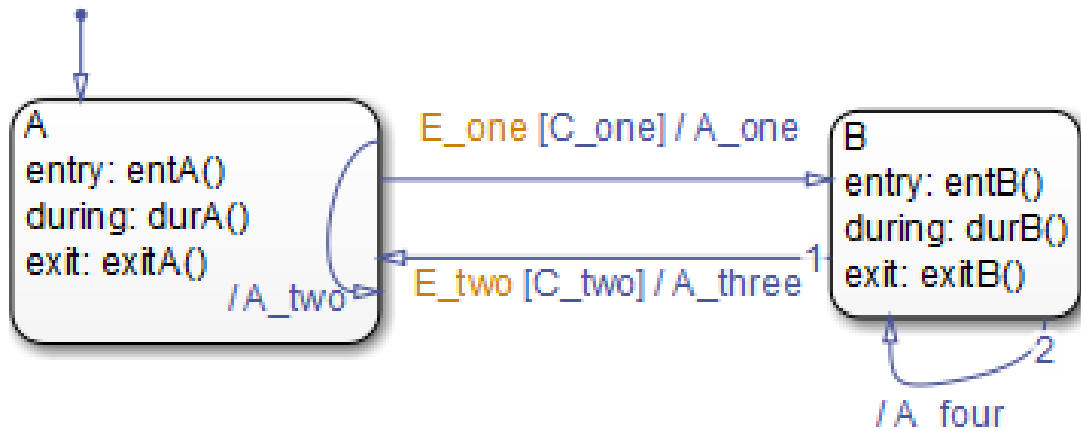 A
entry: entA()
during: durA()
exit: exitA()
/ A_two
E_one [C_one] / A_one
E_two [C_two] / A_three
1
B
entry: entB()
during: durB()
exit: exitB()
2
/ A_four